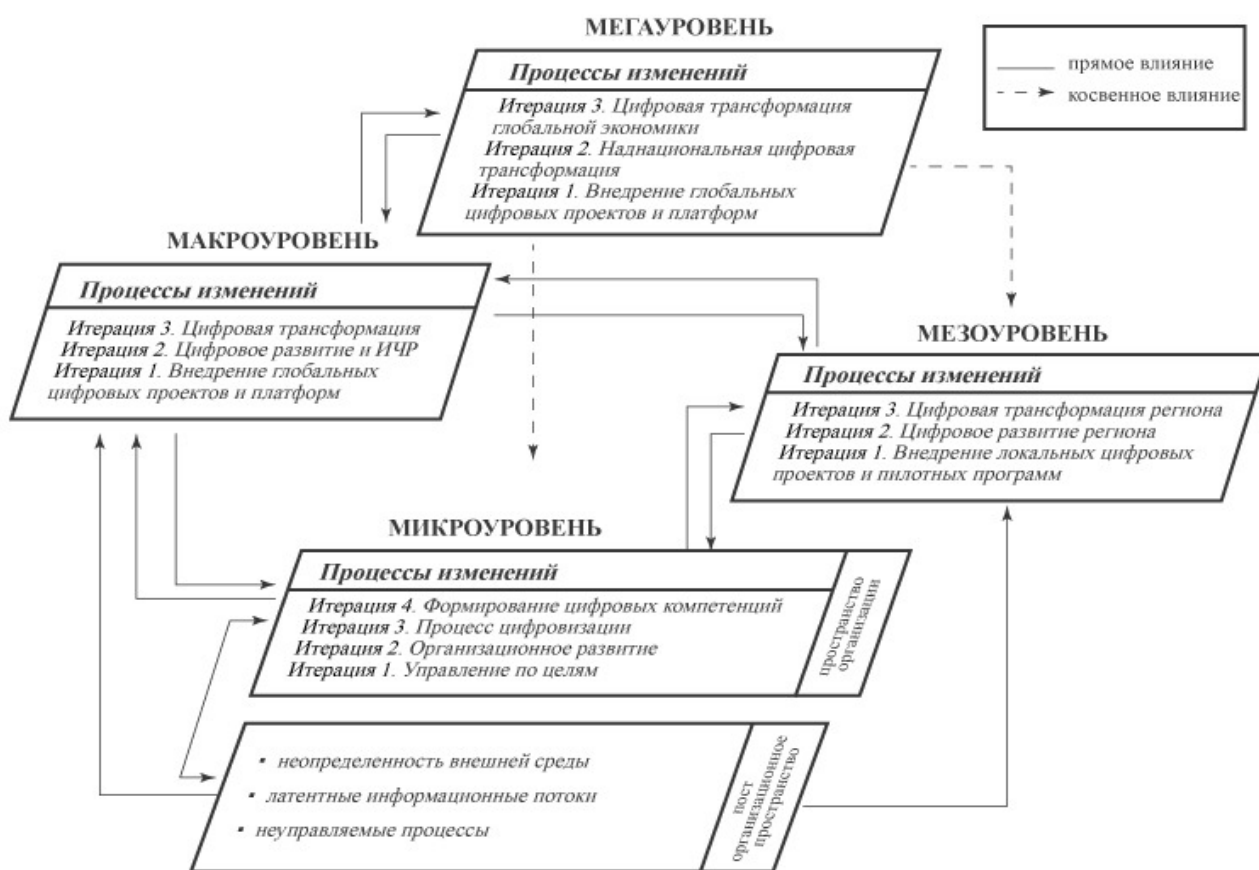 МЕГАУРОВЕНЬ
Процессы изменений
Итерация 3. Цифровая трансформация
глобальной экономики
Итерация 2. Наднациональная цифровая
трансформация
Итерация 1. Внедрение глобальных
цифровых проектов и платформ
прямое влияние
косвенное влияние
МАКРОУРОВЕНЬ
Процессы изменений
Итерация 3. Цифровая трансформация
Итерация 2. Цифровое развитие и ИЧР
Итерация 1. Внедрение глобальных
цифровых проектов и платформ
МЕЗОУРОВЕНЬ
Процессы изменений
Итерация 3. Цифровая трансформация региона
Итерация 2. Цифровое развитие региона
Итерация 1. Внедрение локальных цифровых
проектов и пилотных программ
МИКРОУРОВЕНЬ
Процессы изменений
Итерация 4. Формирование цифровых компетенций
Итерация 3. Процесс цифровизации
Итерация 2. Организационное развитие
Итерация 1. Управление по целям
пространство
организации
▪ неопределенность внешней среды
▪ латентные информационные потоки
▪ неуправляемые процессы
пост
организационное
пространство